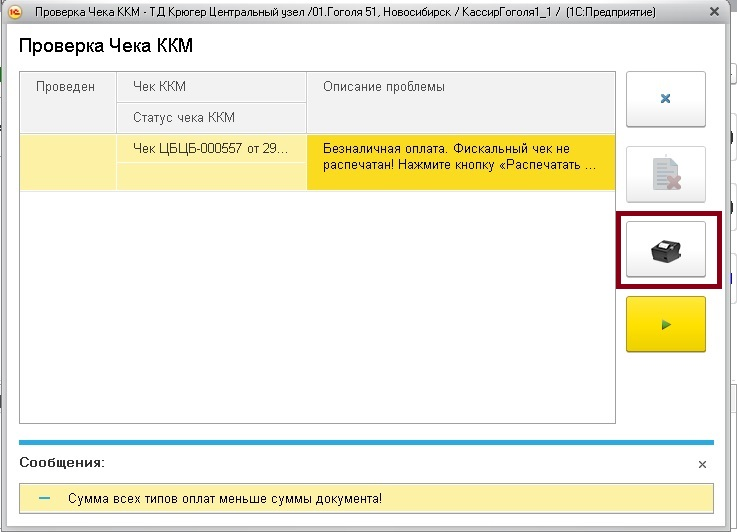 Проверка Чека ККМ - ТД Крюгер Центральный узел /01.Гоголя 51, Новосибирск / КассирГоголя1_1 / (1С:Предприятие)
Проверка Чека ККМ
Проведен
Чек ККМ
Описание проблемы
Статус чека ККМ
Чек ЦБЦБ-000557 от 29...
Безналичная оплата. Фискальный чек не
распечатан! Нажмите кнопку «Распечатать ...
Сообщения:
Сумма всех типов оплат меньше суммы документа!